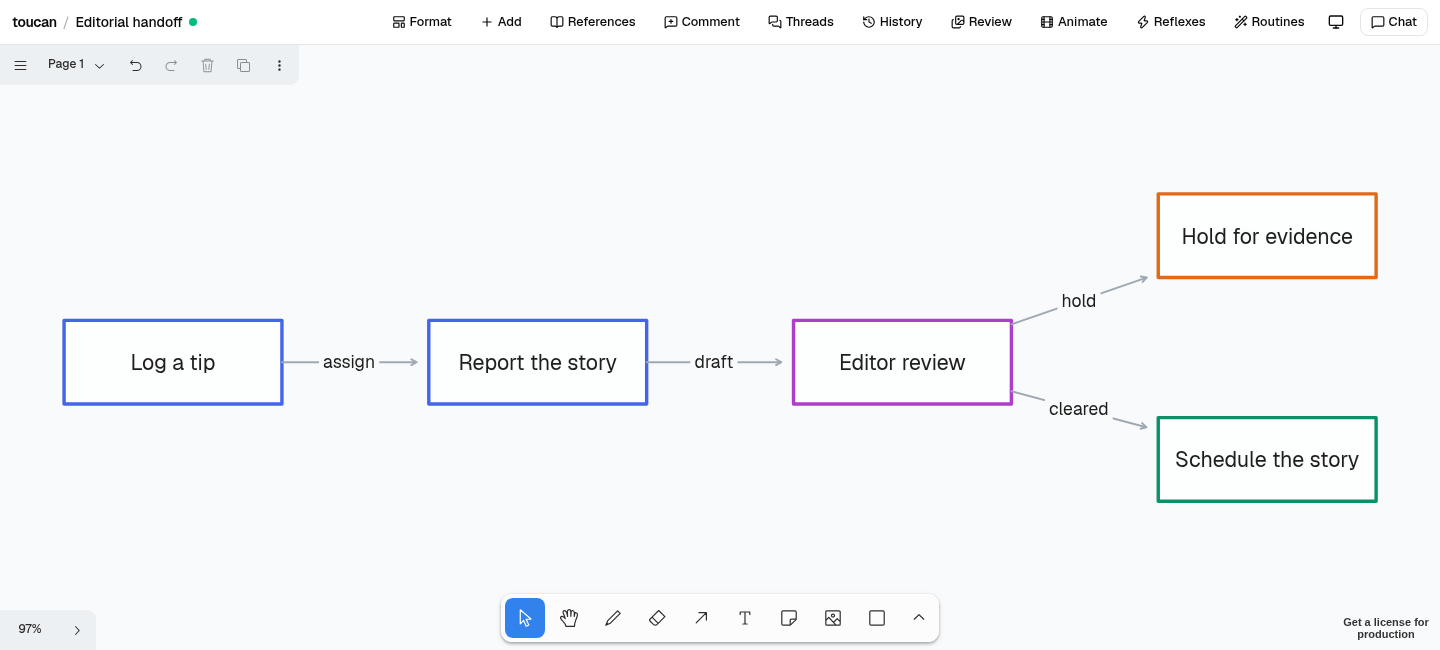 toucan / Editorial handoff
Format
Add
References
Comment
Threads
History
Review
Animate
Reflexes
Routines
Chat
Page 1
Hold for evidence
hold
Log a tip
assign
Report the story
draft
Editor review
cleared
Schedule the story
97%
Get a license for
production